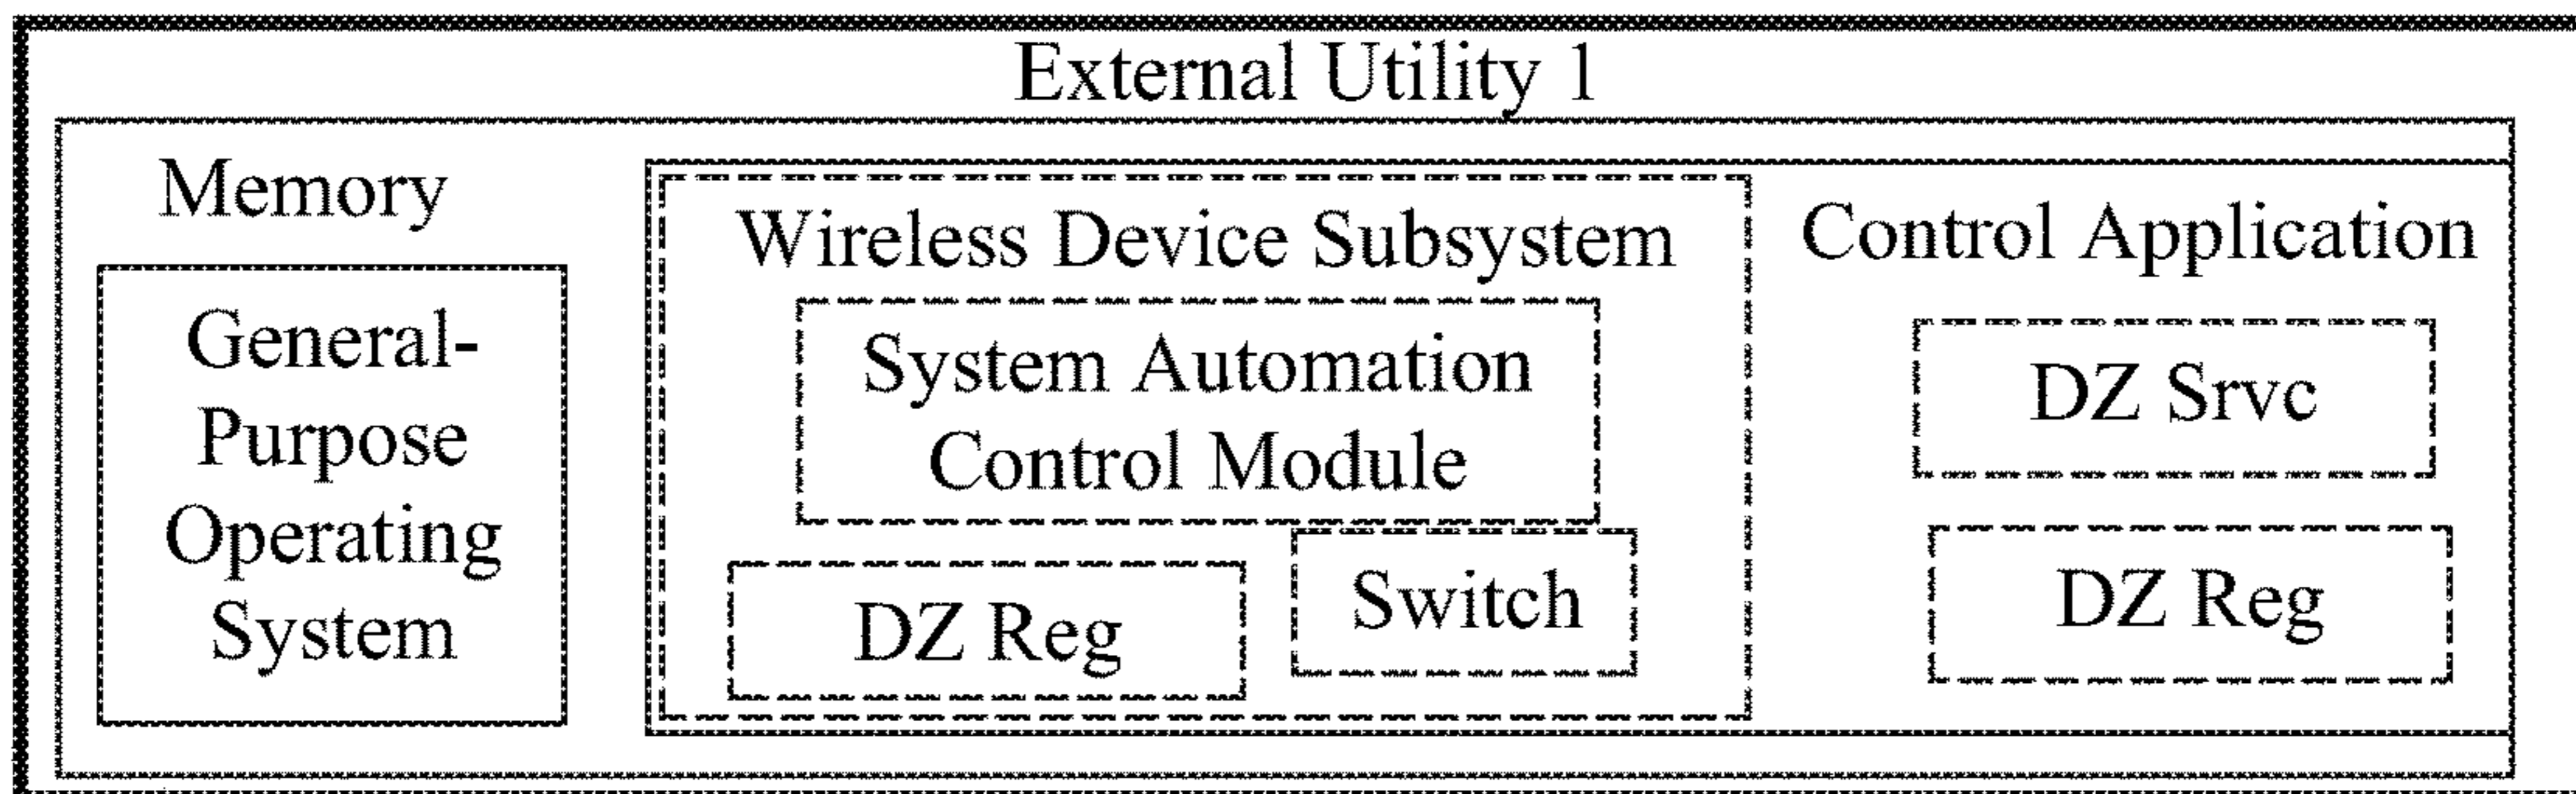 External Utility 1
Memory
General-
Purpose
Operating
System
Wireless Device Subsystem
System Automation
Control Module
DZ Reg
Switch
Control Application
DZ Srvc
DZ Reg